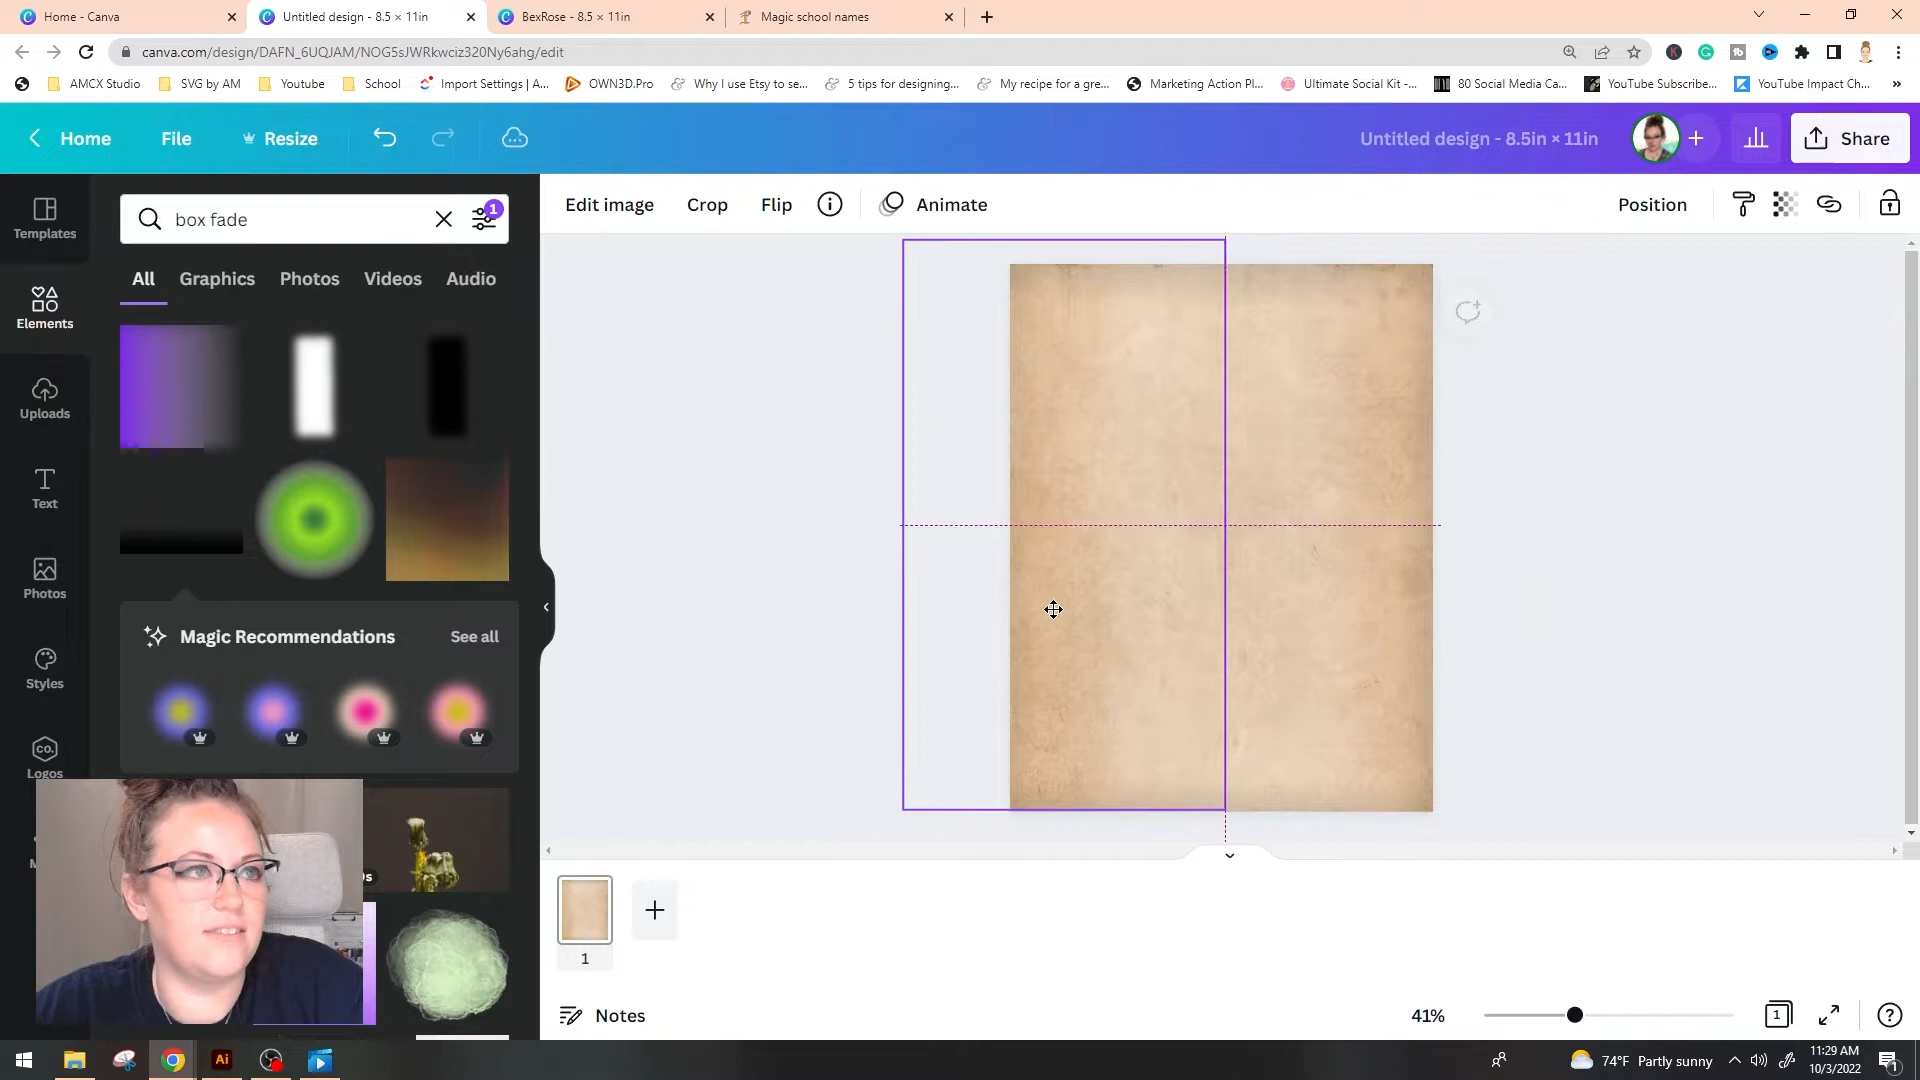 Home - Canva
Untitled design - 8.5 × 11in
BexRose - 8.5 × 11in
Magic school names
canva.com/design/DAFN_6UQJAM/NOG5sJWRkwciz320Ny6ahg/edit
AMCX Studio
SVG by AM
Youtube
School
Import Settings | A...
OWN3D.Pro
Why I use Etsy to se...
5 tips for designing...
My recipe for a gre...
Marketing Action Pl...
Ultimate Social Kit -...
80 Social Media Ca...
YouTube Subscribe...
YouTube Impact Ch...
»
Home
File
Resize
Untitled design - 8.5in × 11in
Share
Templates
Elements
Uploads
Text
Photos
Styles
CO.
Logos
box fade
1
All
Graphics
Photos
Videos
Audio
Magic Recommendations
See all
Edit image
Crop
Flip
Animate
Position
1
Notes
41%
1
Ai
74°F Partly sunny
11:29 AM
10/3/2022
1